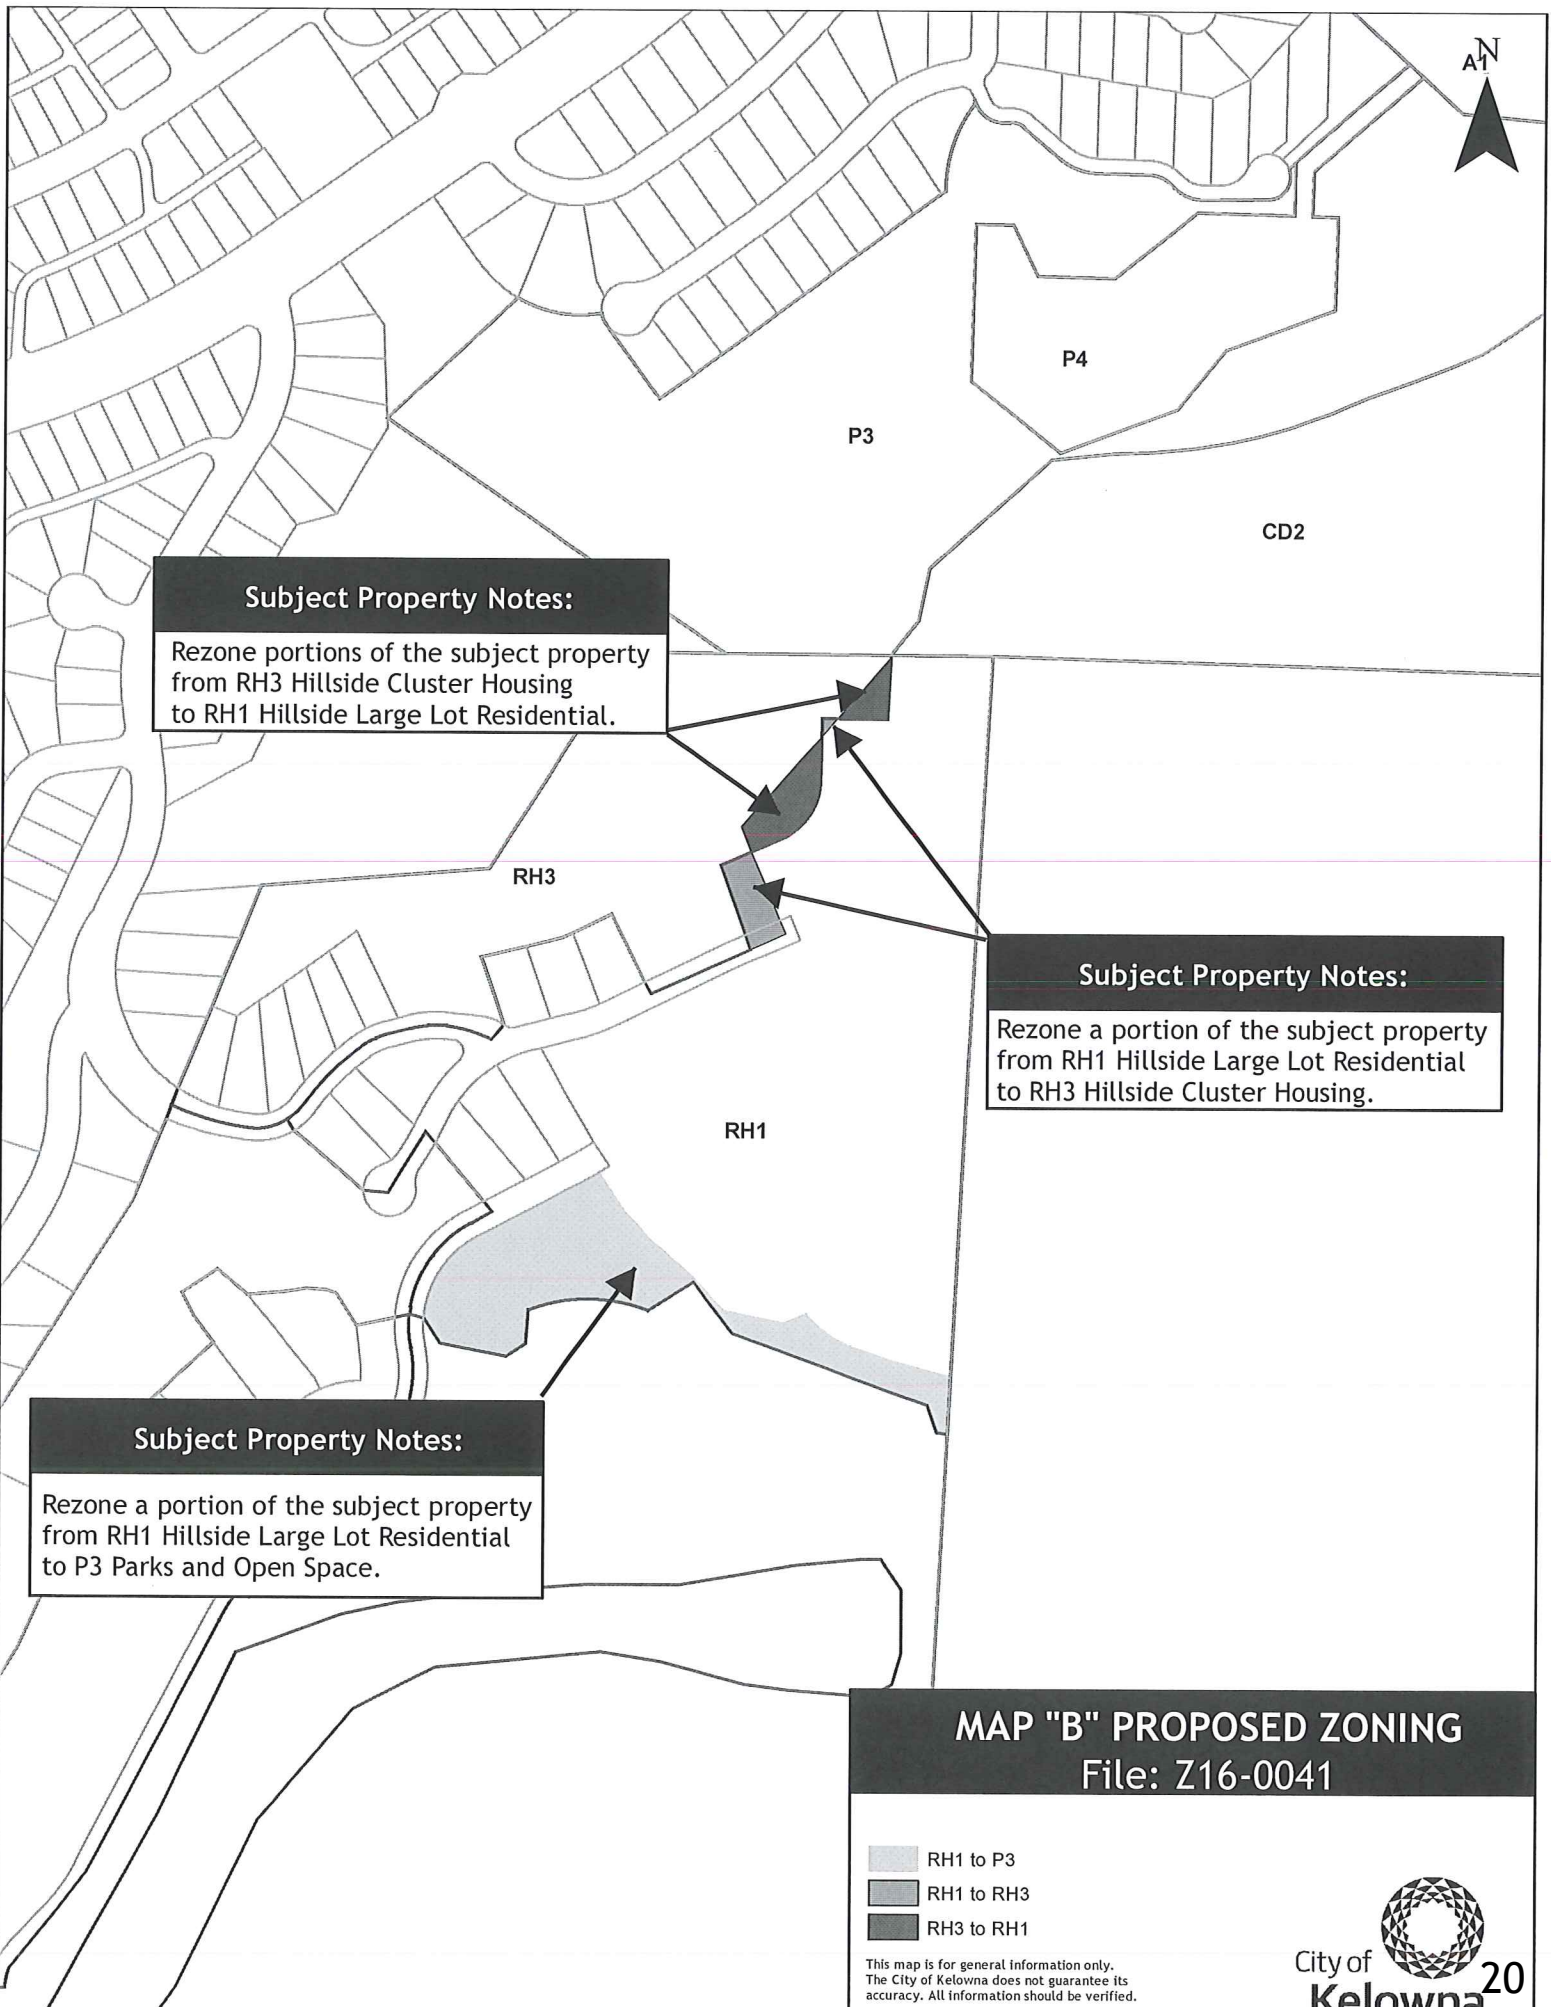 A1
N
P4
P3
CD2
Subject Property Notes:
Rezone portions of the subject property
from RH3 Hillside Cluster Housing
to RH1 Hillside Large Lot Residential.
RH3
Subject Property Notes:
Rezone a portion of the subject property
from RH1 Hillside Large Lot Residential
to RH3 Hillside Cluster Housing.
RH1
Subject Property Notes:
Rezone a portion of the subject property
from RH1 Hillside Large Lot Residential
to P3 Parks and Open Space.
MAP "B" PROPOSED ZONING
File: Z16-0041
RH1 to P3
RH1 to RH3
RH3 to RH1
This map is for general information only.
The City of Kelowna does not guarantee its
accuracy. All information should be verified.
City of
Kelowna
20